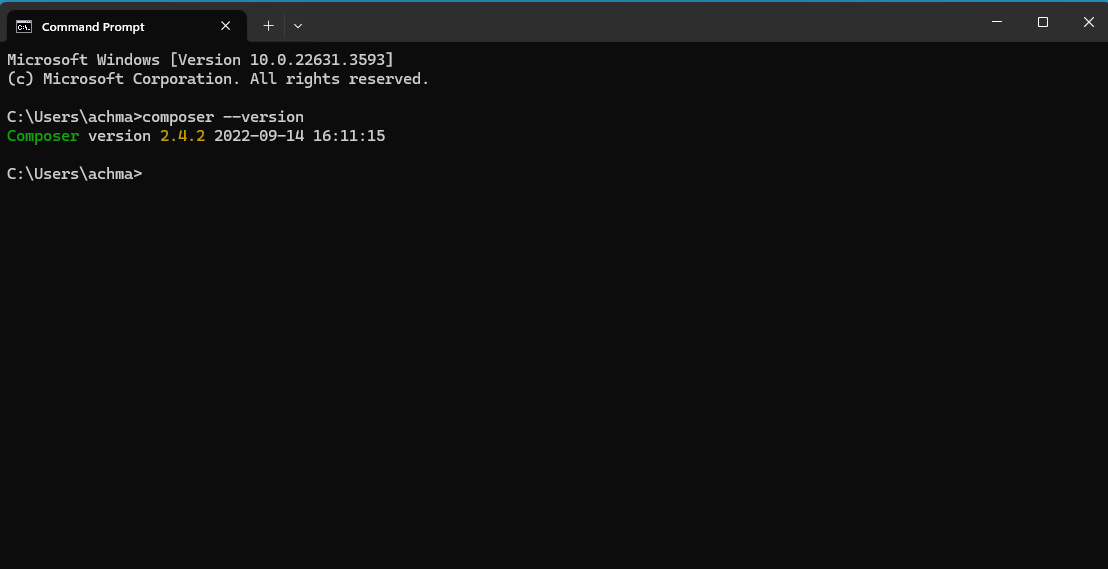 Command Prompt
Microsoft Windows [Version 10.0.22631.3593]
(c) Microsoft Corporation. All rights reserved.
C:\Users\achma>composer --version
Composer version 2.4.2 2022-09-14 16:11:15
C:\Users\achma>